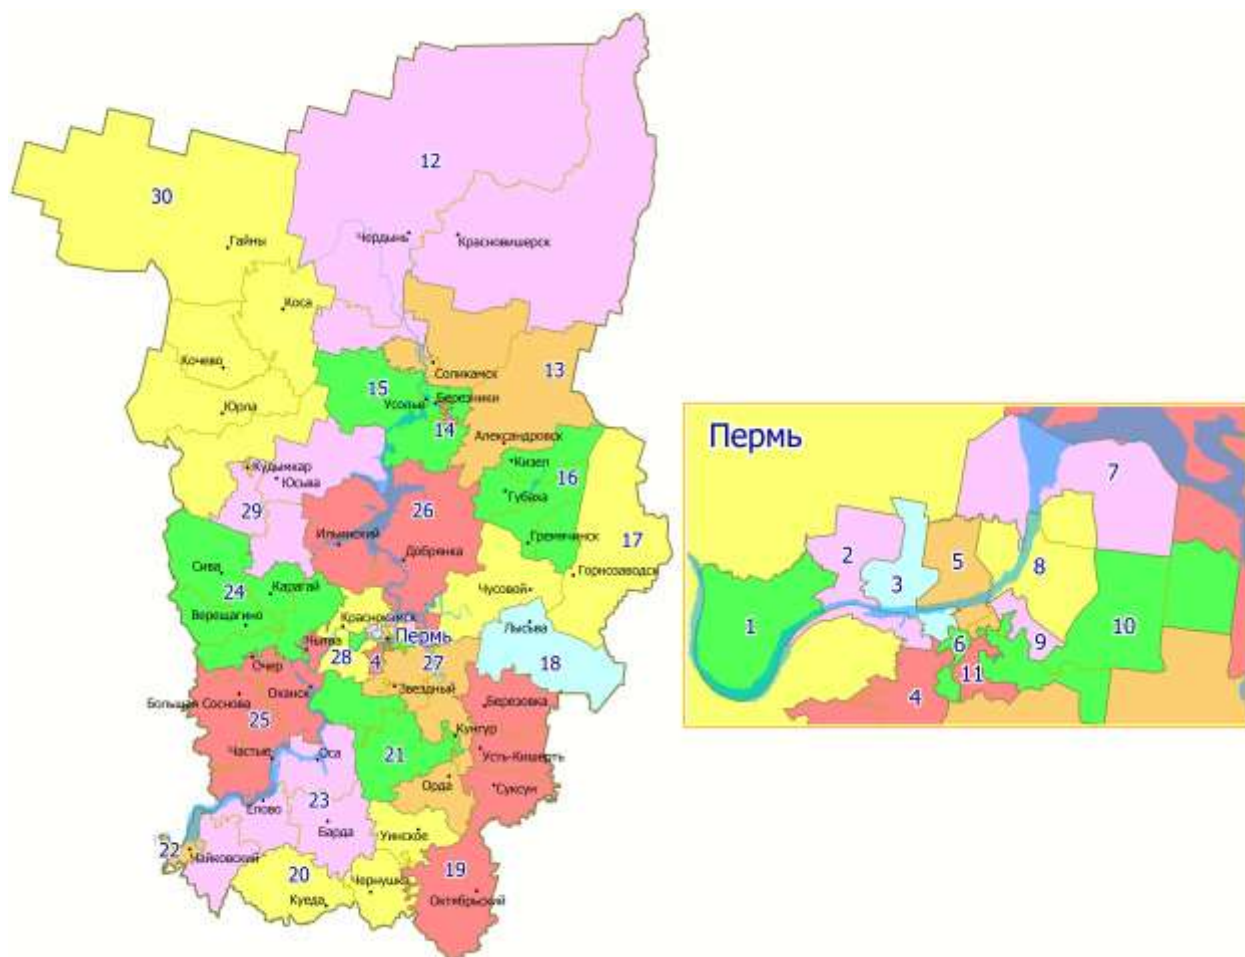 12
30
Гайны
Чердынь
Красновишерск
Коса
Кочево
Соликамск
13
15
Усолье
Березники
Юрла
14
Александровск
Кизел
Кудымкар
Юсьва
16
Губаха
29
26
Ильинский
Гремячинск
17
Добрянка
Сива
Горнозаводск
Карагай
24
Чусовой
Верещагино
Краснокамск
Лысьва
Пермь
Нытва
Очер
28
4
27
18
Оханск
Звездный
Большая Соснова
Березовка
25
Кунгур
Частые
Оса
21
Усть-Кишерть
Орда
Суксун
Елово
23
Барда
Уинское
22
Чайковский
20
Чернушка
19
Куеда
Октябрьский
Пермь
7
2
3
5
8
1
6
9
10
11
4